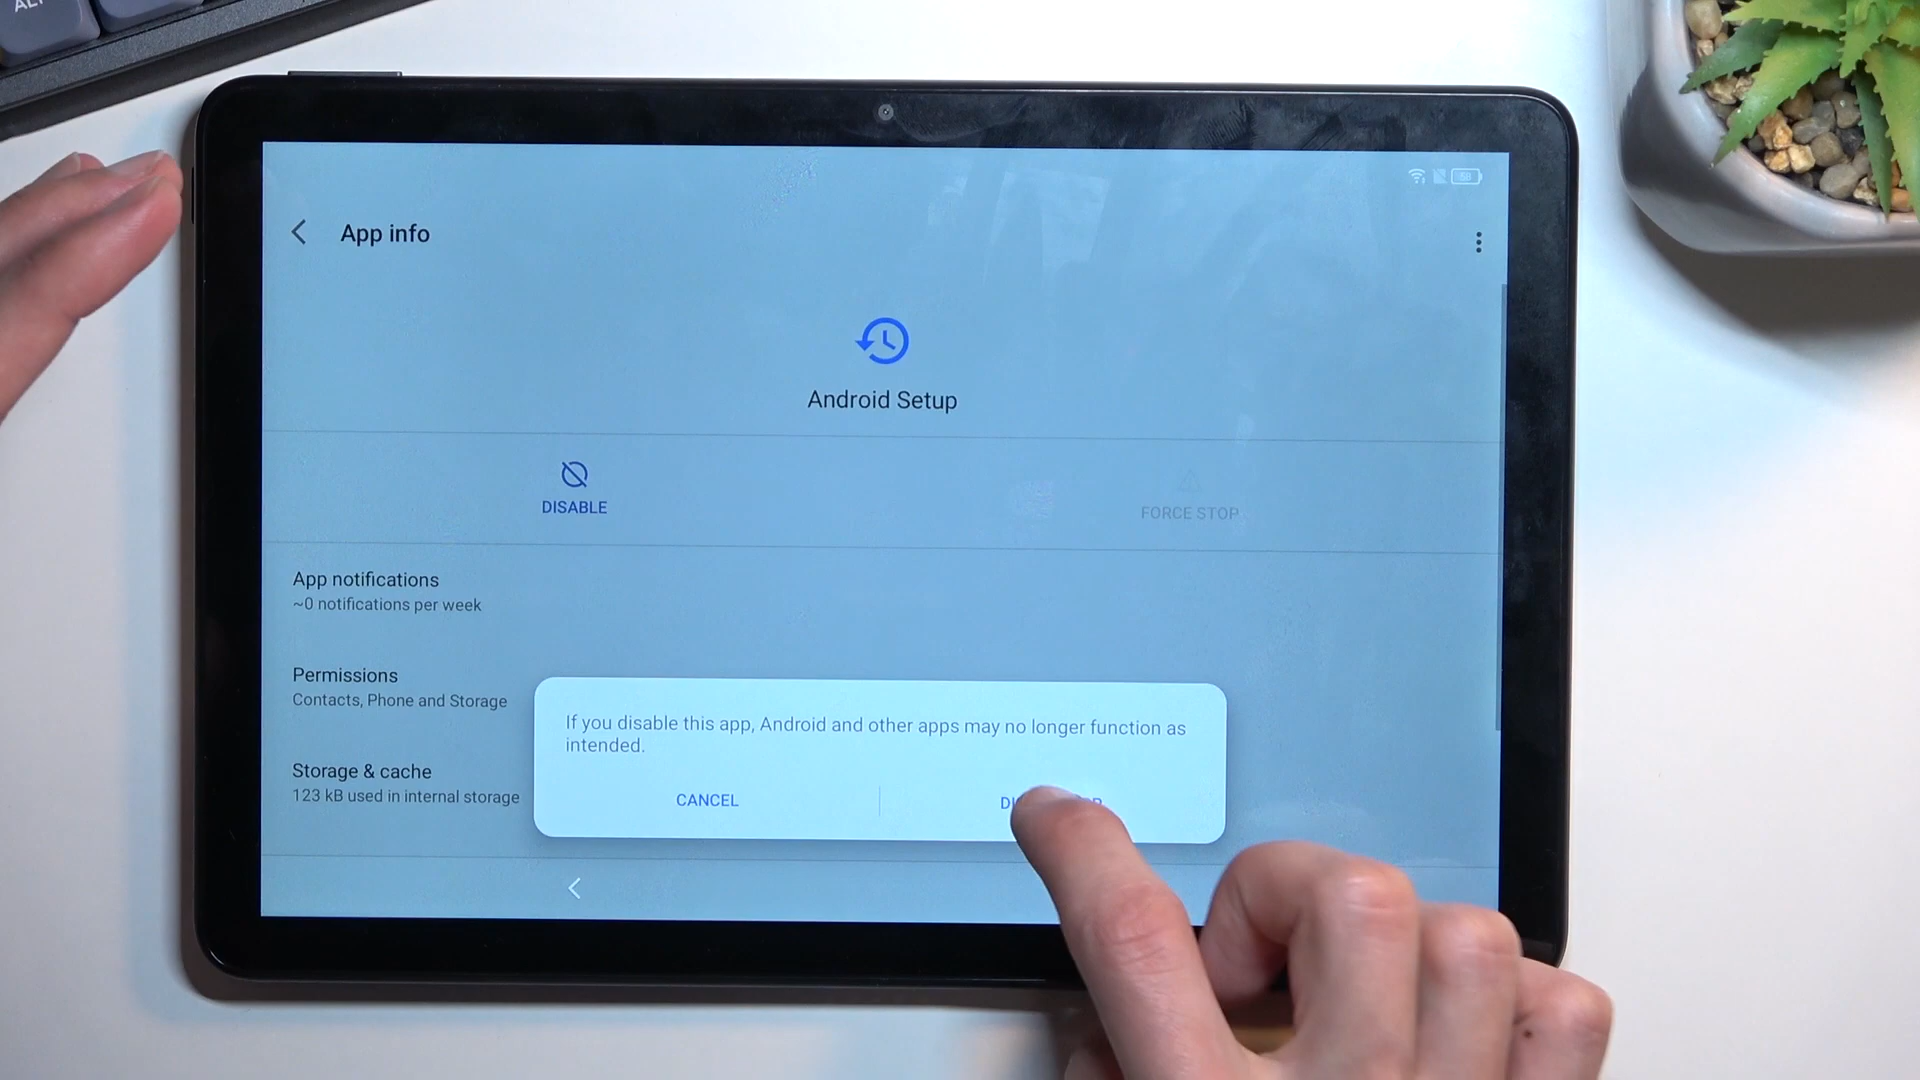 App info
Android Setup
DISABLE
FORCE STOP
App notifications
~0 notifications per week
Permissions
Contacts, Phone and Storage
Storage & cache
123 kB used in internal storage
If you disable this app, Android and other apps may no longer function as
intended.
CANCEL